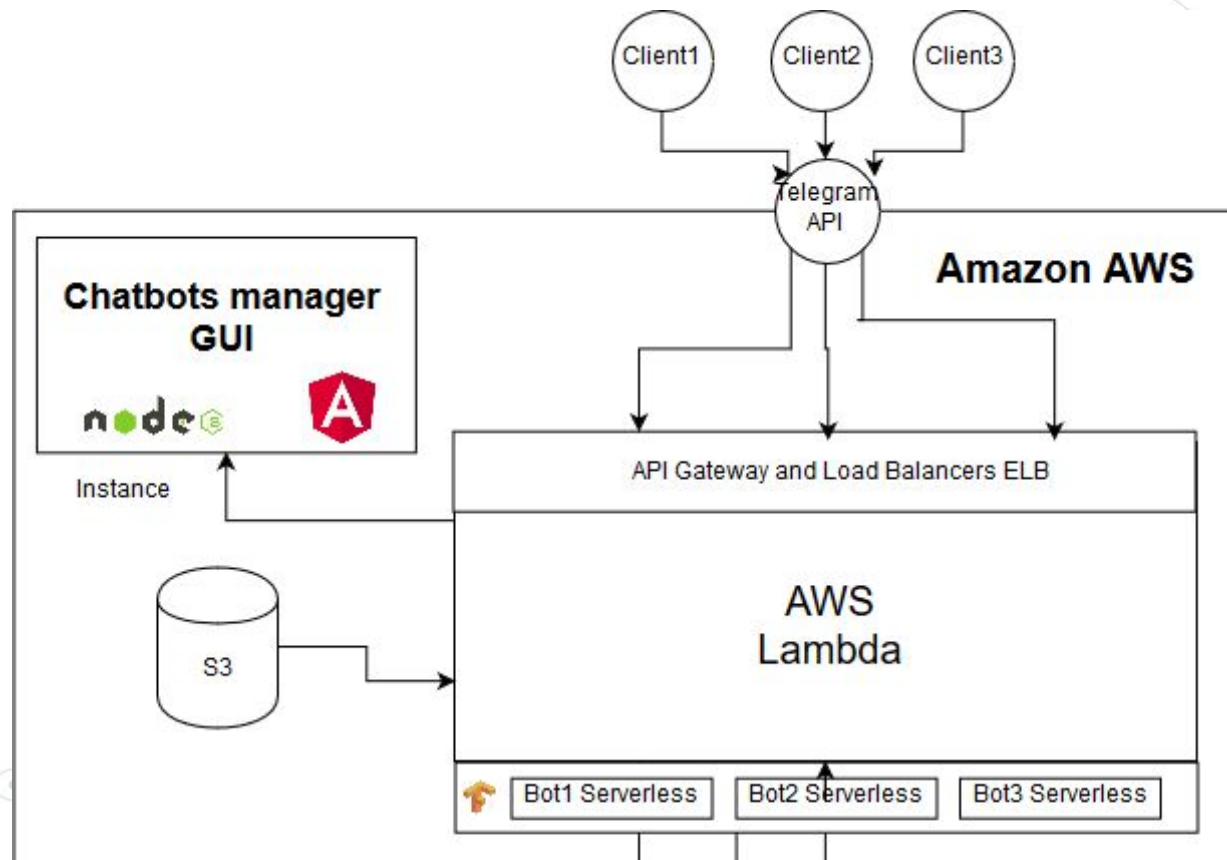 Client1
Client2
Client3
Telegram
API
Amazon AWS
Chatbots manager
GUI
node
Instance
API Gateway and Load Balancers ELB
AWS
Lambda
S3
Bot1 Serverless
Bot2 Serverless
Bot3 Serverless